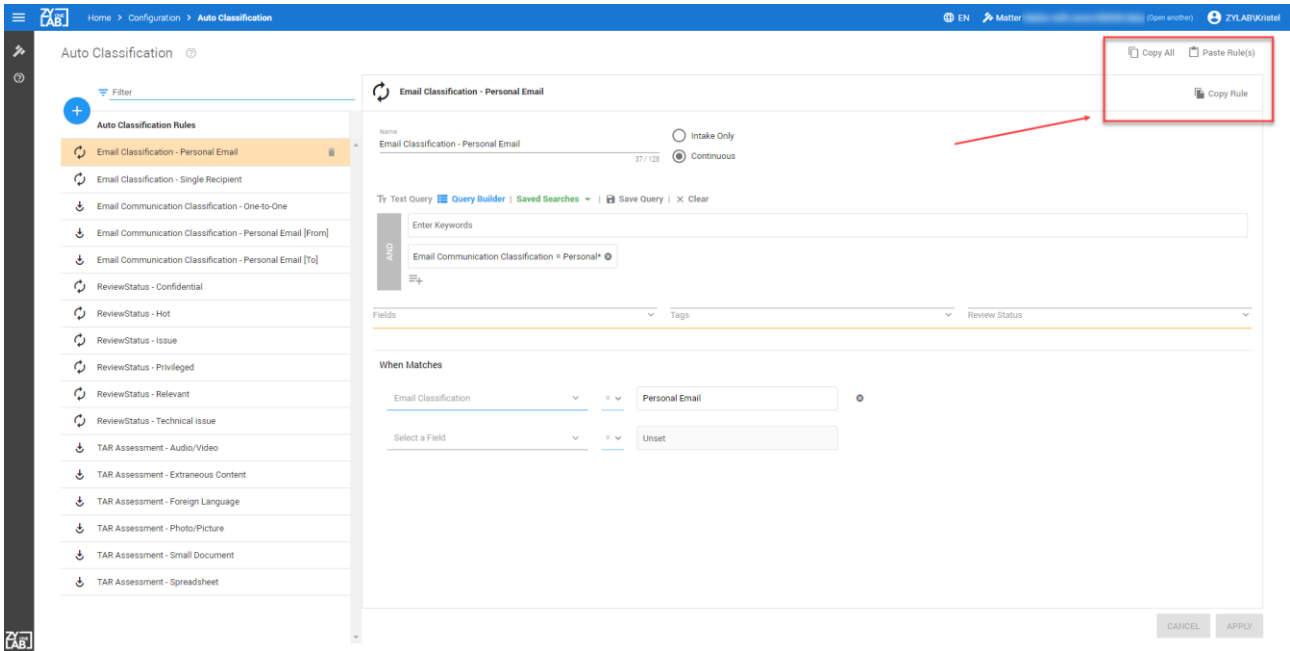 ZYLAB ONE Home > Configuration > Auto Classification EN Matter (Open another) ZYLAB\Kristel
Auto Classification
Copy All Paste Rule(s)
Filter
Email Classification - Personal Email
Copy Rule
Auto Classification Rules
Email Classification - Personal Email
Email Classification - Single Recipient
Email Communication Classification - One-to-One
Email Communication Classification - Personal Email [From]
Email Communication Classification - Personal Email [To]
ReviewStatus - Confidential
ReviewStatus - Hot
ReviewStatus - Issue
ReviewStatus - Privileged
ReviewStatus - Relevant
ReviewStatus - Technical issue
TAR Assessment - Audio/Video
TAR Assessment - Extraneous Content
TAR Assessment - Foreign Language
TAR Assessment - Photo/Picture
TAR Assessment - Small Document
TAR Assessment - Spreadsheet
Name
Email Classification - Personal Email
37 / 128
Intake Only
Continuous
Tr Text Query Query Builder | Saved Searches | Save Query | Clear
AND
Enter Keywords
Email Communication Classification = Personal*
Fields Tags Review Status
When Matches
Email Classification = Personal Email
Select a Field = Unset
CANCEL APPLY
ZYLAB ONE